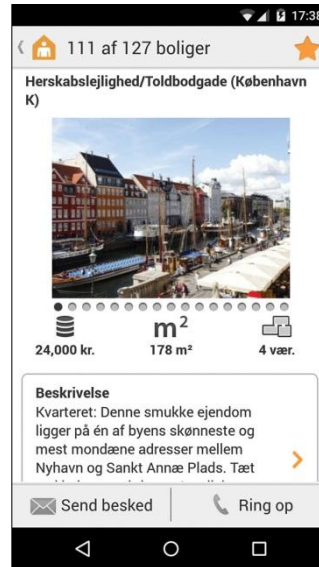 17:38
111 af 127 boliger
Herskabslejlighed/Toldbodgade (København
K)
m²
24,000 kr.
178 m²
4 vær.
Beskrivelse
Kvarteret: Denne smukke ejendom
ligger på én af byens skønneste og
mest mondæne adresser mellem
Nyhavn og Sankt Annæ Plads. Tæt
Send besked
Ring op